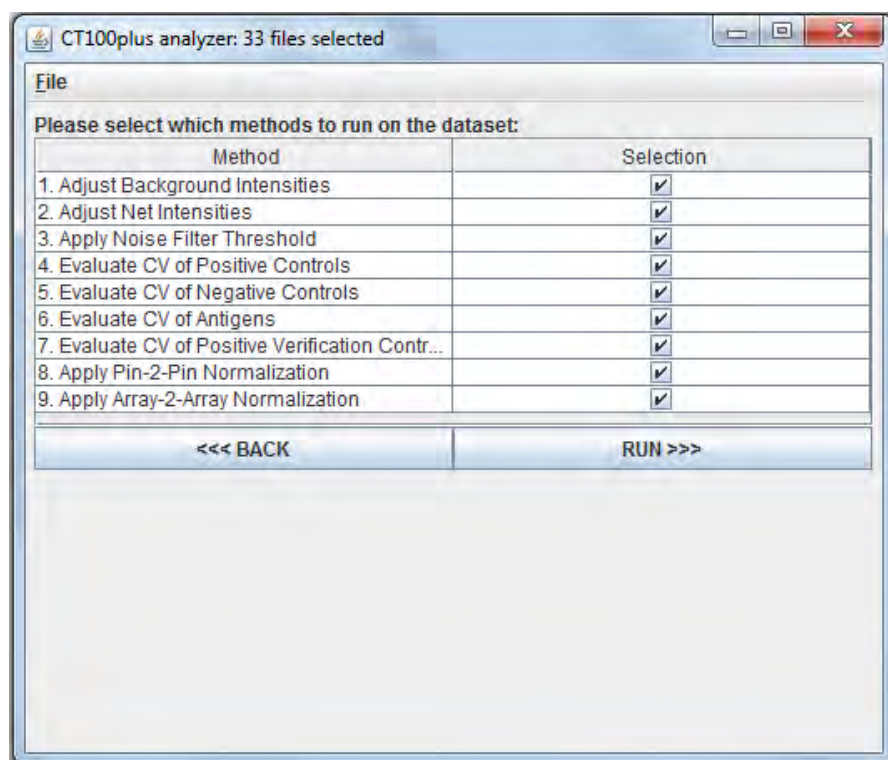 CT100plus analyzer: 33 files selected
File
Please select which methods to run on the dataset:
Method Selection
1. Adjust Background Intensities
2. Adjust Net Intensities
3. Apply Noise Filter Threshold
4. Evaluate CV of Positive Controls
5. Evaluate CV of Negative Controls
6. Evaluate CV of Antigens
7. Evaluate CV of Positive Verification Contr...
8. Apply Pin-2-Pin Normalization
9. Apply Array-2-Array Normalization
<<< BACK RUN >>>